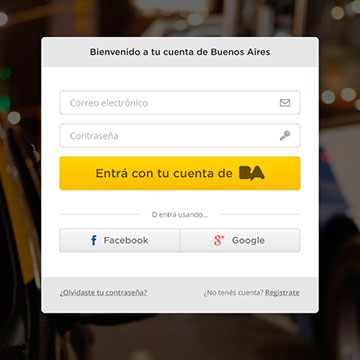 Bienvenido a tu cuenta de Buenos Aires
Correo electrónico
Contraseña
Entrá con tu cuenta de BA
O entrá usando...
Facebook Google
¿Olvidaste tu contraseña? ¿No tenés cuenta? Registrate